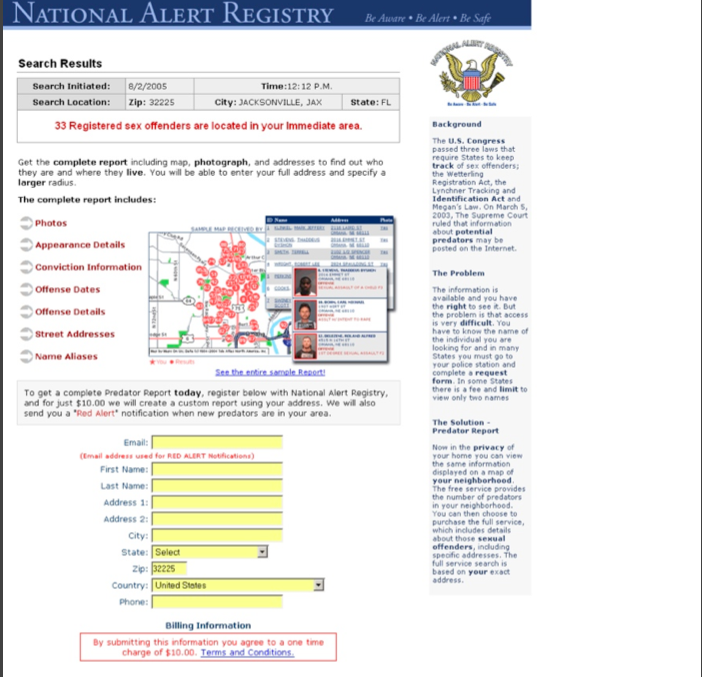 NATIONAL ALERT REGISTRY
Be Aware • Be Alert • Be Safe
Search Results
Search Initiated: 8/2/2005 Time:12:12 P.M.
Search Location: Zip: 32225 City: JACKSONVILLE, JAX State: FL
33 Registered sex offenders are located in your Immediate area.
Get the complete report including map, photograph, and addresses to find out who
they are and where they live. You will be able to enter your full address and specify a
larger radius.
The complete report includes:
Photos
Appearance Details
Conviction Information
Offense Dates
Offense Details
Street Addresses
Name Aliases
SAMPLE MAP RECEIVED BY
Name Address Photo
See the entire sample Report!
To get a complete Predator Report today, register below with National Alert Registry,
and for just $10.00 we will create a custom report using your address. We will also
send you a "Red Alert" notification when new predators are in your area.
Email:
(Email address used for RED ALERT Notifications)
First Name:
Last Name:
Address 1:
Address 2:
City:
State: Select
Zip: 32225
Country: United States
Phone:
Billing Information
By submitting this information you agree to a one time
charge of $10.00. Terms and Conditions.
NATIONAL ALERT REGISTRY
Be Aware - Be Alert - Be Safe
Background
The U.S. Congress
passed three laws that
require States to keep
track of sex offenders;
the Wetterling
Registration Act, the
Lynchner Tracking and
Identification Act and
Megan's Law. On March 5,
2003, The Supreme Court
ruled that information
about potential
predators may be
posted on the Internet.
The Problem
The information is
available and you have
the right to see it. But
the problem is that access
is very difficult. You
have to know the name of
the individual you are
looking for and in many
States you must go to
your police station and
complete a request
form. In some States
there is a fee and limit to
view only two names
The Solution -
Predator Report
Now in the privacy of
your home you can view
the same information
displayed on a map of
your neighborhood.
The free service provides
the number of predators
in your neighborhood.
You can then choose to
purchase the full service,
which includes details
about those sexual
offenders, including
specific addresses. The
full service search is
based on your exact
address.